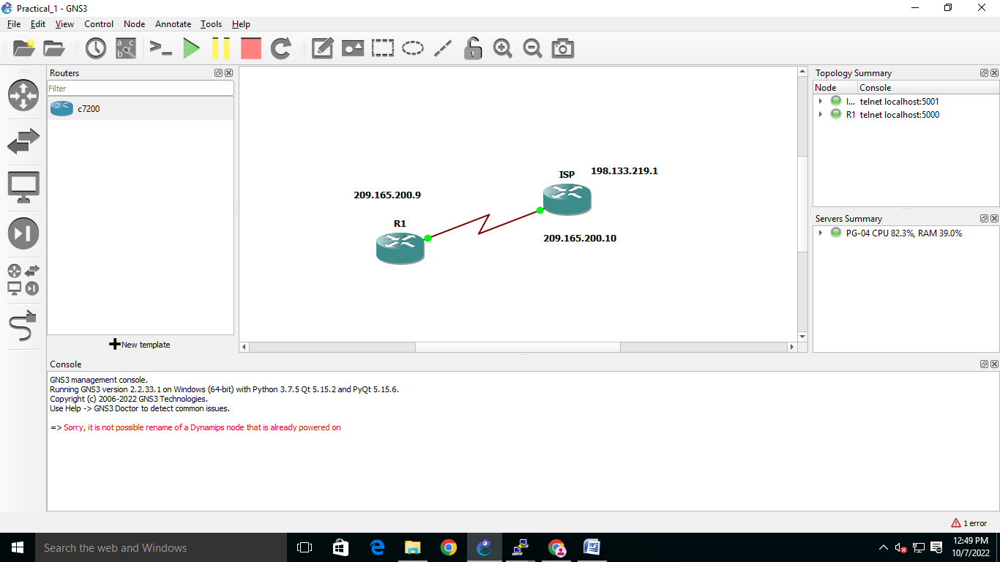 Practical_1 - GNS3
File Edit View Control Node Annotate Tools Help
Routers
Filter
c7200
New template
ISP
198.133.219.1
209.165.200.9
R1
209.165.200.10
Topology Summary
Node Console
I... telnet localhost:5001
R1 telnet localhost:5000
Servers Summary
PG-04 CPU 82.3%, RAM 39.0%
Console
GNS3 management console.
Running GNS3 version 2.2.33.1 on Windows (64-bit) with Python 3.7.5 Qt 5.15.2 and PyQt 5.15.6.
Copyright (c) 2006-2022 GNS3 Technologies.
Use Help -> GNS3 Doctor to detect common issues.
=> Sorry, it is not possible rename of a Dynamips node that is already powered on
1 error
Search the web and Windows
12:49 PM
10/7/2022